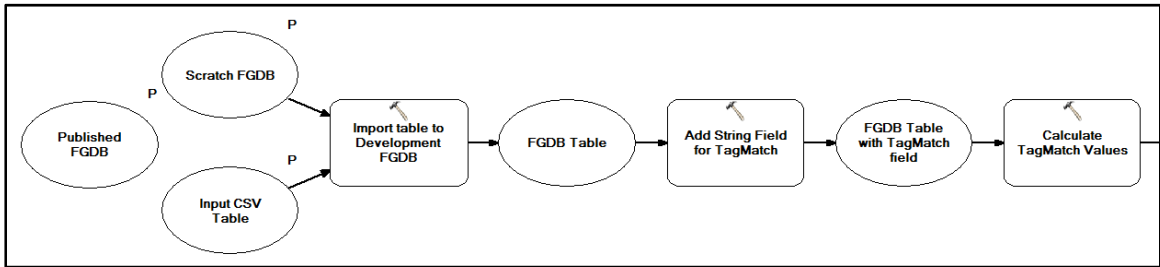 P
Scratch FGDB
P
Published
FGDB
P
Input CSV
Table
Import table to
Development
FGDB
FGDB Table
Add String Field
for TagMatch
FGDB Table
with TagMatch
field
Calculate
TagMatch Values